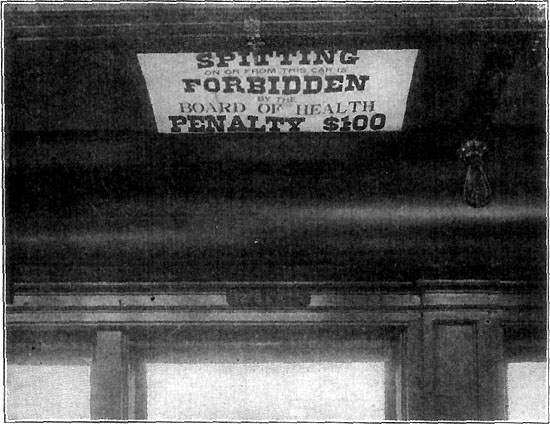 SPITTING
ON OR FROM THIS CAR IS
FORBIDDEN
BY THE
BOARD OF HEALTH
PENALTY $100